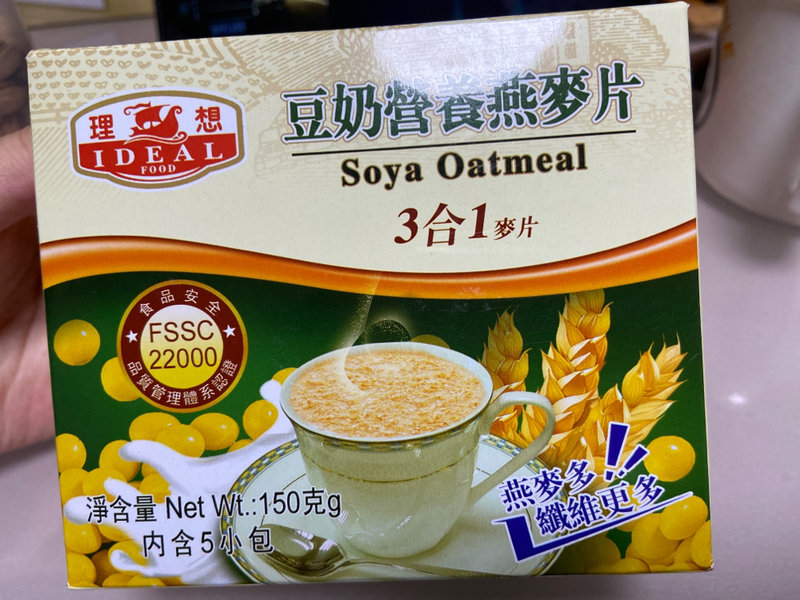 理想
IDEAL
FOOD
豆奶營養燕麥片
Soya Oatmeal
3合1麥片
食品安全
FSSC
22000
品質管理體系認證
燕麥多!!
纖維更多
淨含量 Net Wt.:150克g
內含5小包